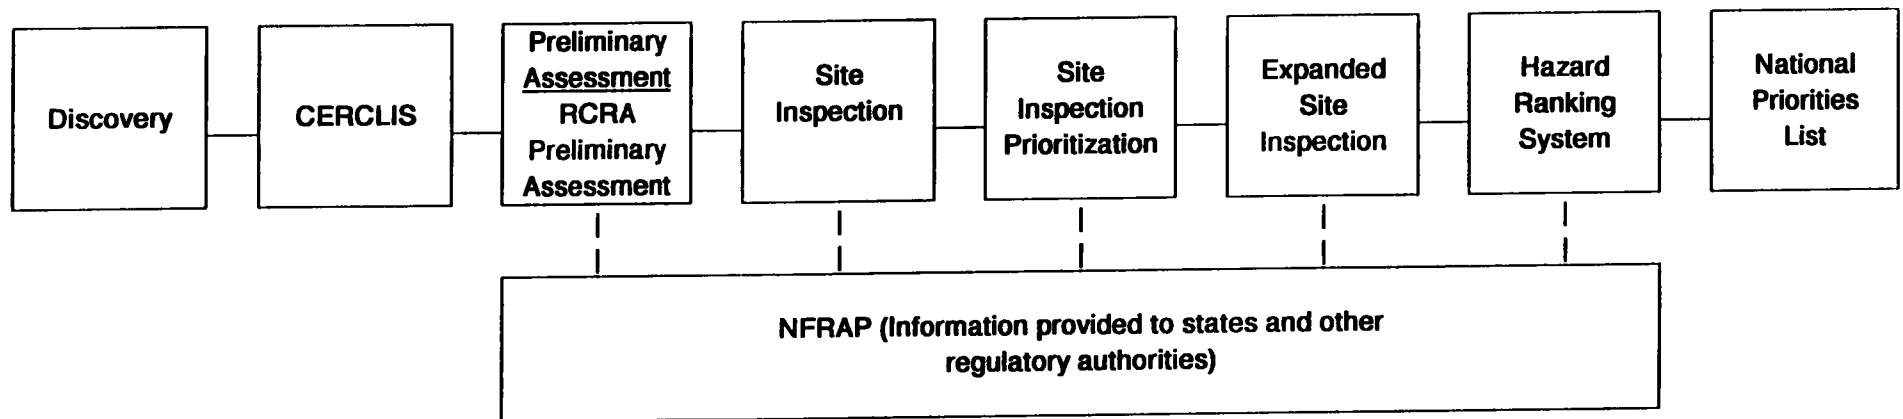 Discovery
CERCLIS
Preliminary
Assessment
RCRA
Preliminary
Assessment
Site
Inspection
Site
Inspection
Prioritization
Expanded
Site
Inspection
Hazard
Ranking
System
National
Priorities
List
NFRAP (Information provided to states and other
regulatory authorities)